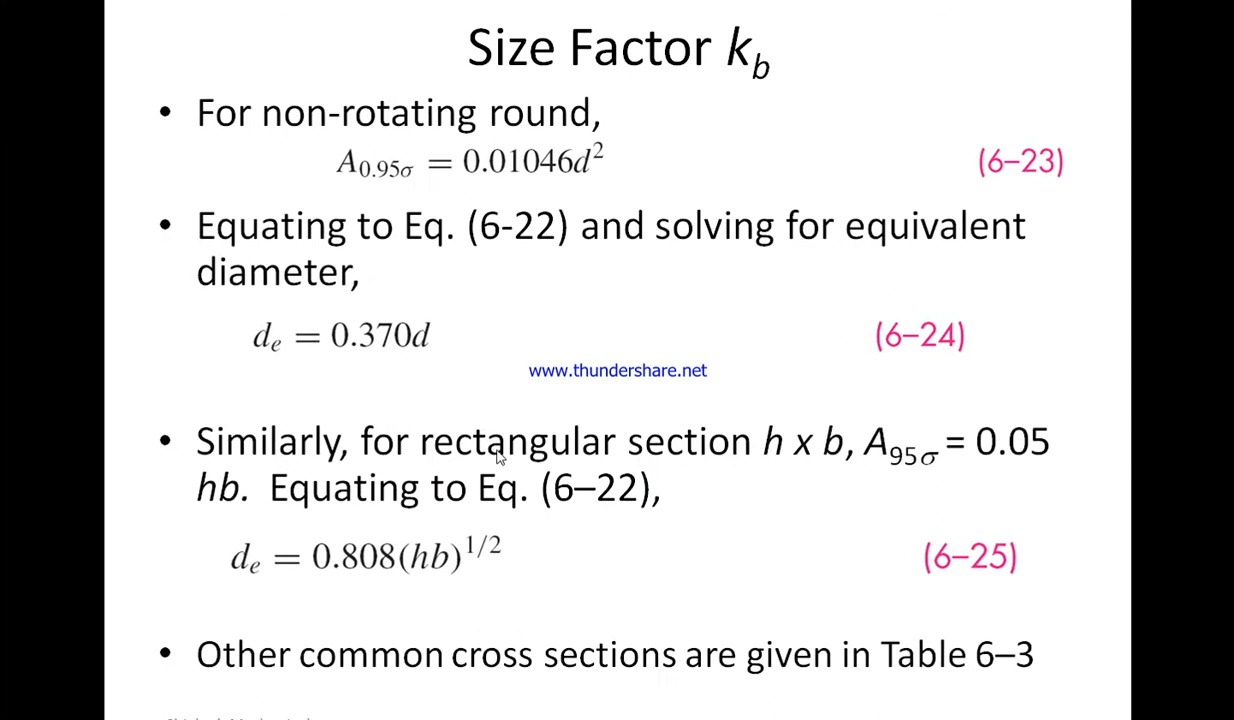 Size Factor k_b
• For non-rotating round,
A_0.95σ = 0.01046d² (6–23)
• Equating to Eq. (6-22) and solving for equivalent
diameter,
d_e = 0.370d (6–24)
www.thundershare.net
• Similarly, for rectangular section h x b, A_95σ = 0.05
hb. Equating to Eq. (6–22),
d_e = 0.808(hb)^1/2 (6–25)
• Other common cross sections are given in Table 6–3